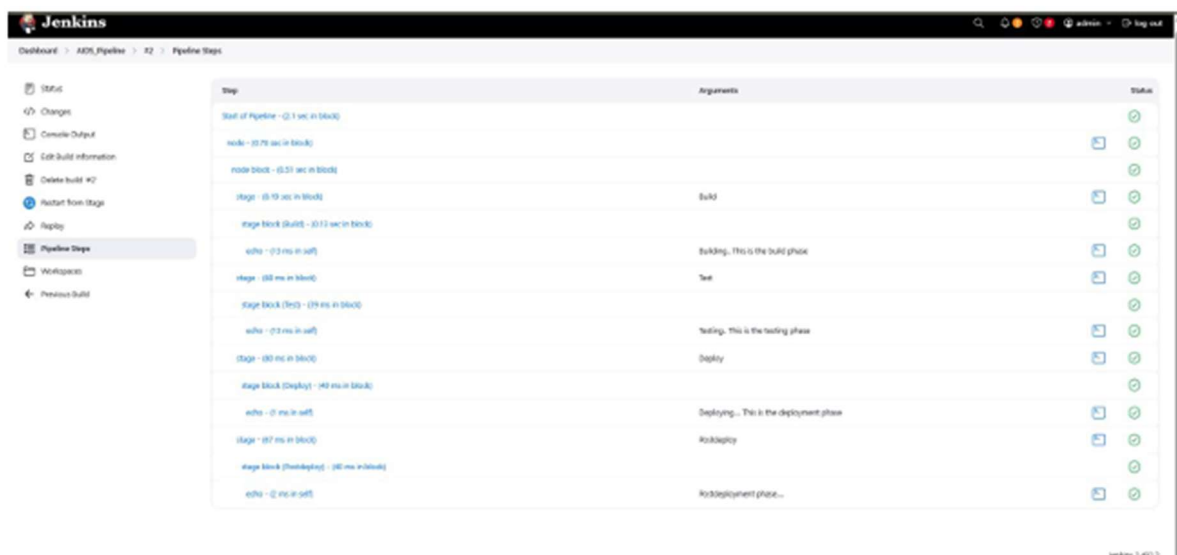 Jenkins
admin
log out
Dashboard > AIDS_Pipeline > #2 > Pipeline Steps
Status
Changes
Console Output
Edit Build Information
Delete build '#2'
Restart from Stage
Replay
Pipeline Steps
Workspaces
Previous Build
Step Arguments Status
Start of Pipeline - (2.1 sec in block)
node - (0.78 sec in block)
node block - (0.51 sec in block)
stage - (0.19 sec in block) Build
stage block (Build) - (0.13 sec in block)
echo - (13 ms in self) Building.. This is the build phase
stage - (88 ms in block) Test
stage block (Test) - (39 ms in block)
echo - (13 ms in self) Testing.. This is the testing phase
stage - (80 ms in block) Deploy
stage block (Deploy) - (40 ms in block)
echo - (1 ms in self) Deploying... This is the deployment phase
stage - (67 ms in block) Postdeploy
stage block (Postdeploy) - (40 ms in block)
echo - (2 ms in self) Postdeployment phase...
Jenkins